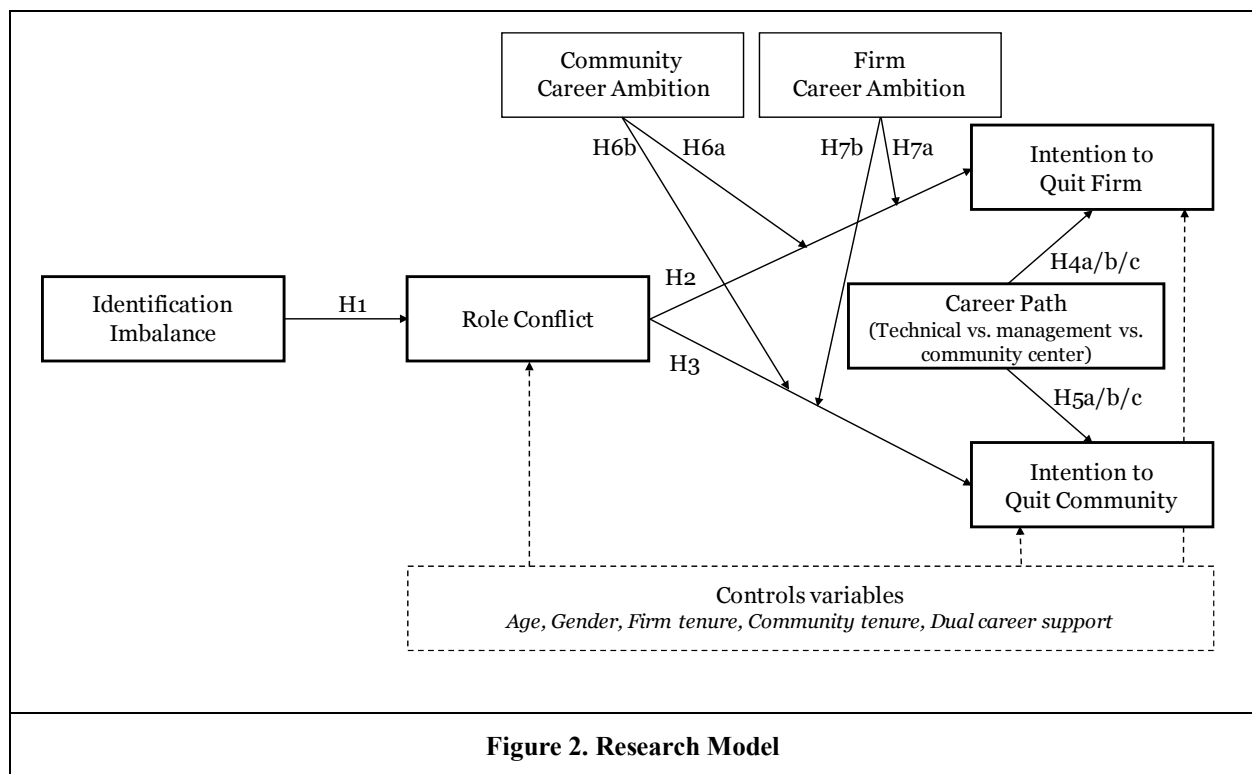 Community
Career Ambition
Firm
Career Ambition
H6b
H6a
H7b
H7a
Intention to
Quit Firm
H2
H4a/b/c
Identification
Imbalance
H1
Role Conflict
Career Path
(Technical vs. management vs.
community center)
H3
H5a/b/c
Intention to
Quit Community
Controls variables
Age, Gender, Firm tenure, Community tenure, Dual career support
Figure 2. Research Model